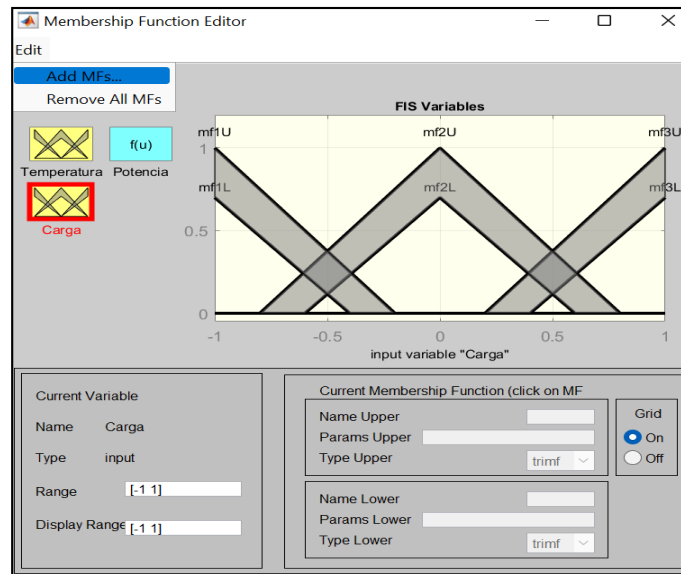 Membership Function Editor
Edit
Add MFs...
Remove All MFs
FIS Variables
f(u)
Temperatura Potencia
Carga
mf1U mf2U mf3U
1
mf1L mf2L mf3L
0.5
0
-1 -0.5 0 0.5 1
input variable "Carga"
Current Variable
Name Carga
Type input
Range [-1 1]
Display Range [-1 1]
Current Membership Function (click on MF
Name Upper
Params Upper
Type Upper trimf
Name Lower
Params Lower
Type Lower trimf
Grid
On
Off